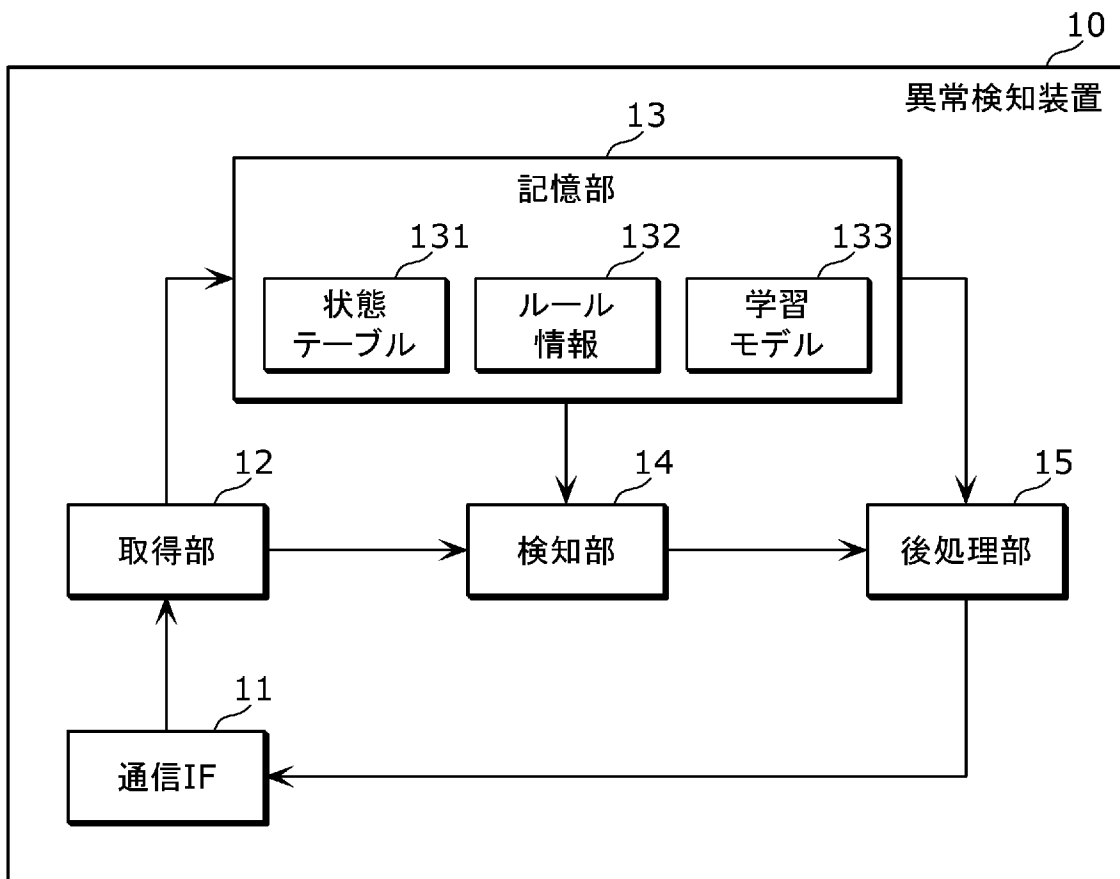 10
異常検知装置
13
記憶部
131
132
133
状態
テーブル
ルール
情報
学習
モデル
12
14
15
取得部
検知部
後処理部
11
通信IF